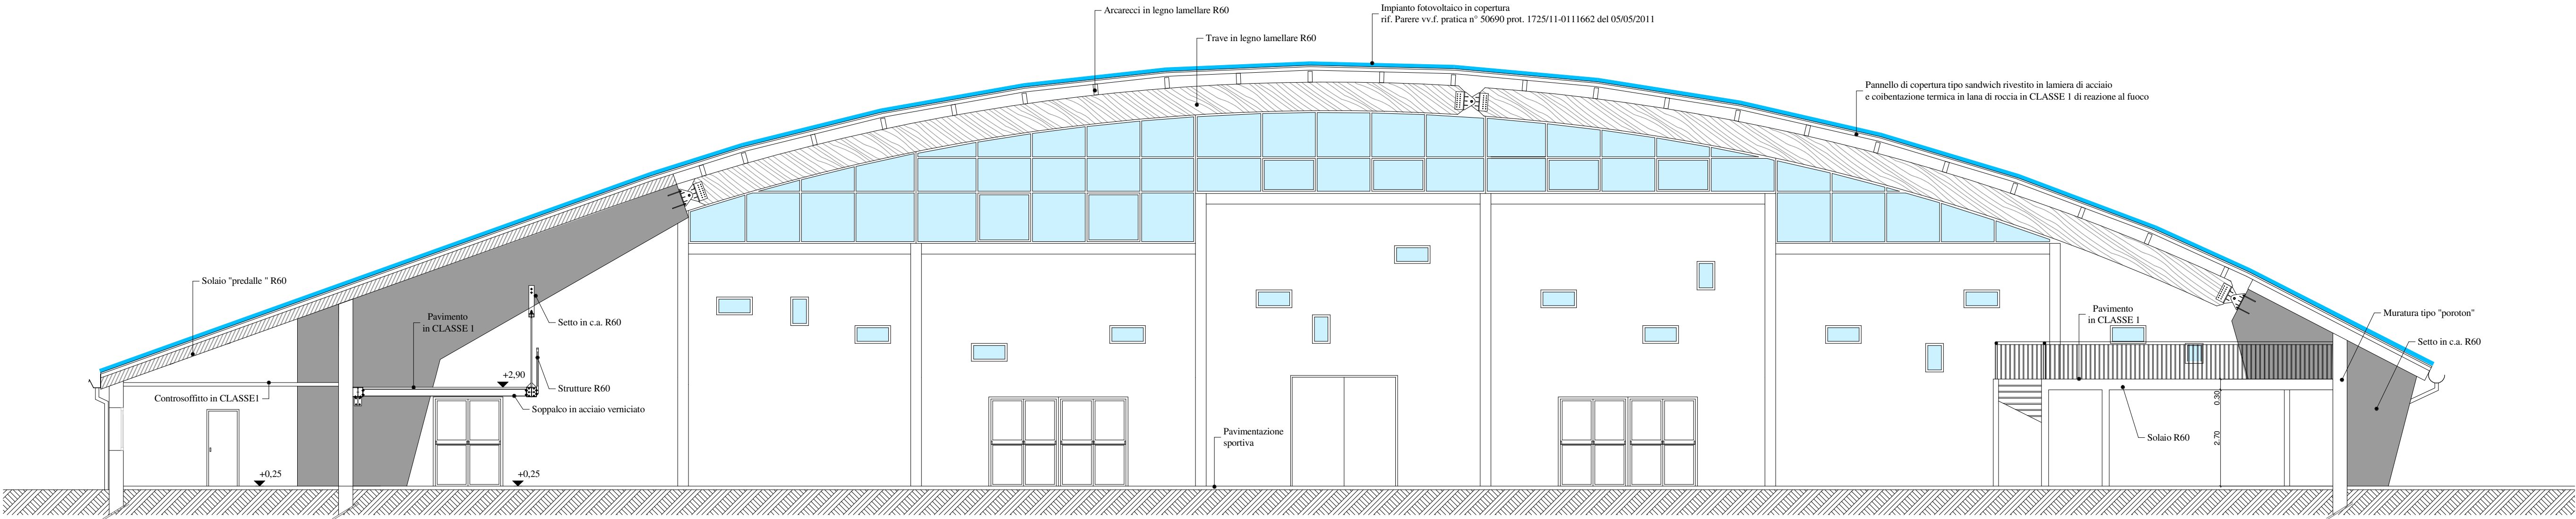 Arcarecci in legno lamellare R60
Impianto fotovoltaico in copertura
rif. Parere vv.f. pratica n° 50690 prot. 1725/11-0111662 del 05/05/2011
Trave in legno lamellare R60
Pannello di copertura tipo sandwich rivestito in lamiera di acciaio
e coibentazione termica in lana di roccia in CLASSE 1 di reazione al fuoco
Solaio "predalle " R60
Pavimento
in CLASSE 1
Setto in c.a. R60
+2,90
Strutture R60
Controsoffitto in CLASSE1
Soppalco in acciaio verniciato
+0,25
+0,25
Pavimentazione
sportiva
Pavimento
in CLASSE 1
Muratura tipo "poroton"
Setto in c.a. R60
0.30
2.70
Solaio R60